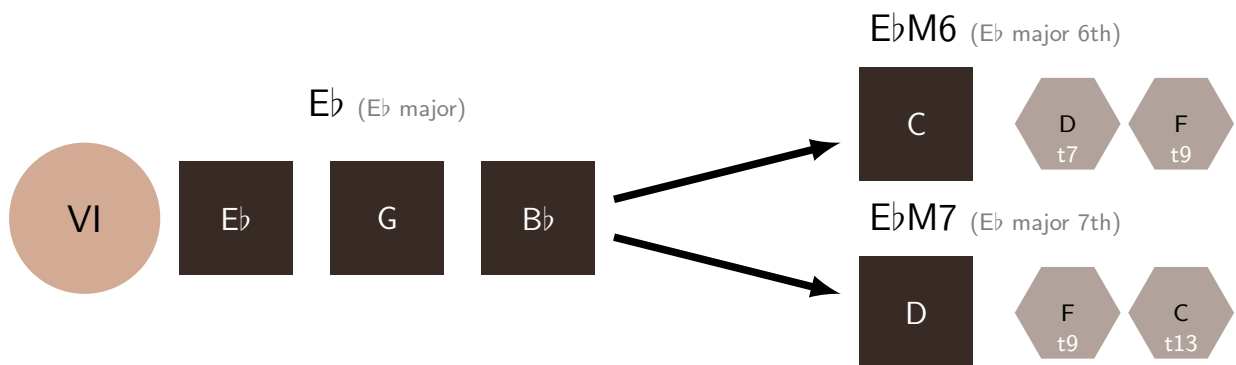 E♭M6 (E♭ major 6th)
E♭ (E♭ major)
C
D
t7
F
t9
VI
E♭
G
B♭
E♭M7 (E♭ major 7th)
D
F
t9
C
t13